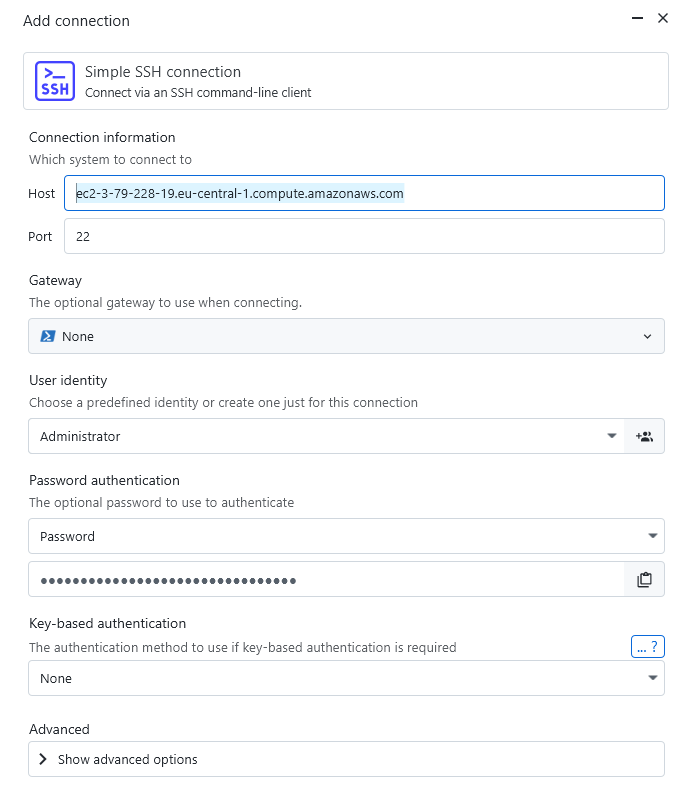 Add connection
>_ SSH
Simple SSH connection
Connect via an SSH command-line client
Connection information
Which system to connect to
Host ec2-3-79-228-19.eu-central-1.compute.amazonaws.com
Port 22
Gateway
The optional gateway to use when connecting.
None
User identity
Choose a predefined identity or create one just for this connection
Administrator
Password authentication
The optional password to use to authenticate
Password
••••••••••••••••••••••••••••••••
Key-based authentication
The authentication method to use if key-based authentication is required ... ?
None
Advanced
Show advanced options